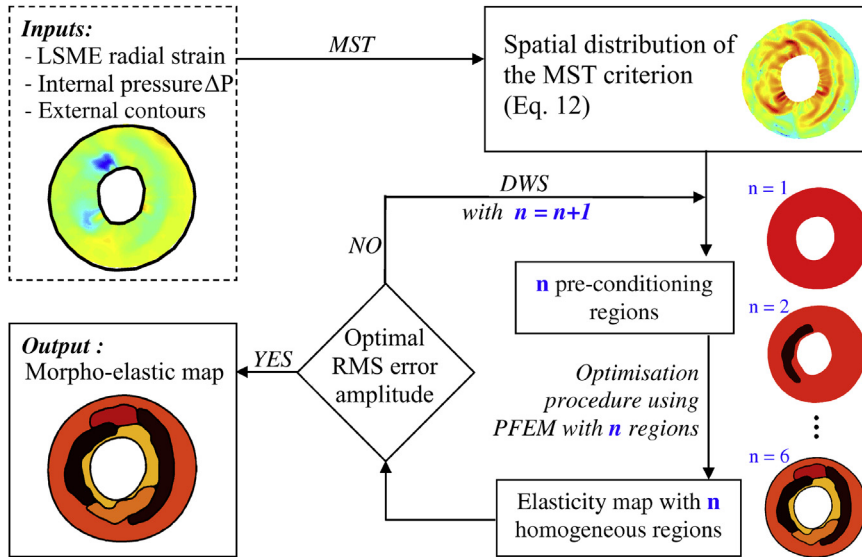 Inputs:
- LSME radial strain
- Internal pressure ΔP
- External contours
MST
Spatial distribution of
the MST criterion
(Eq. 12)
DWS
with n = n+1
NO
n = 1
n pre-conditioning
regions
n = 2
Optimal
RMS error
amplitude
YES
Output :
Morpho-elastic map
Optimisation
procedure using
PFEM with n regions
n = 6
Elasticity map with n
homogeneous regions